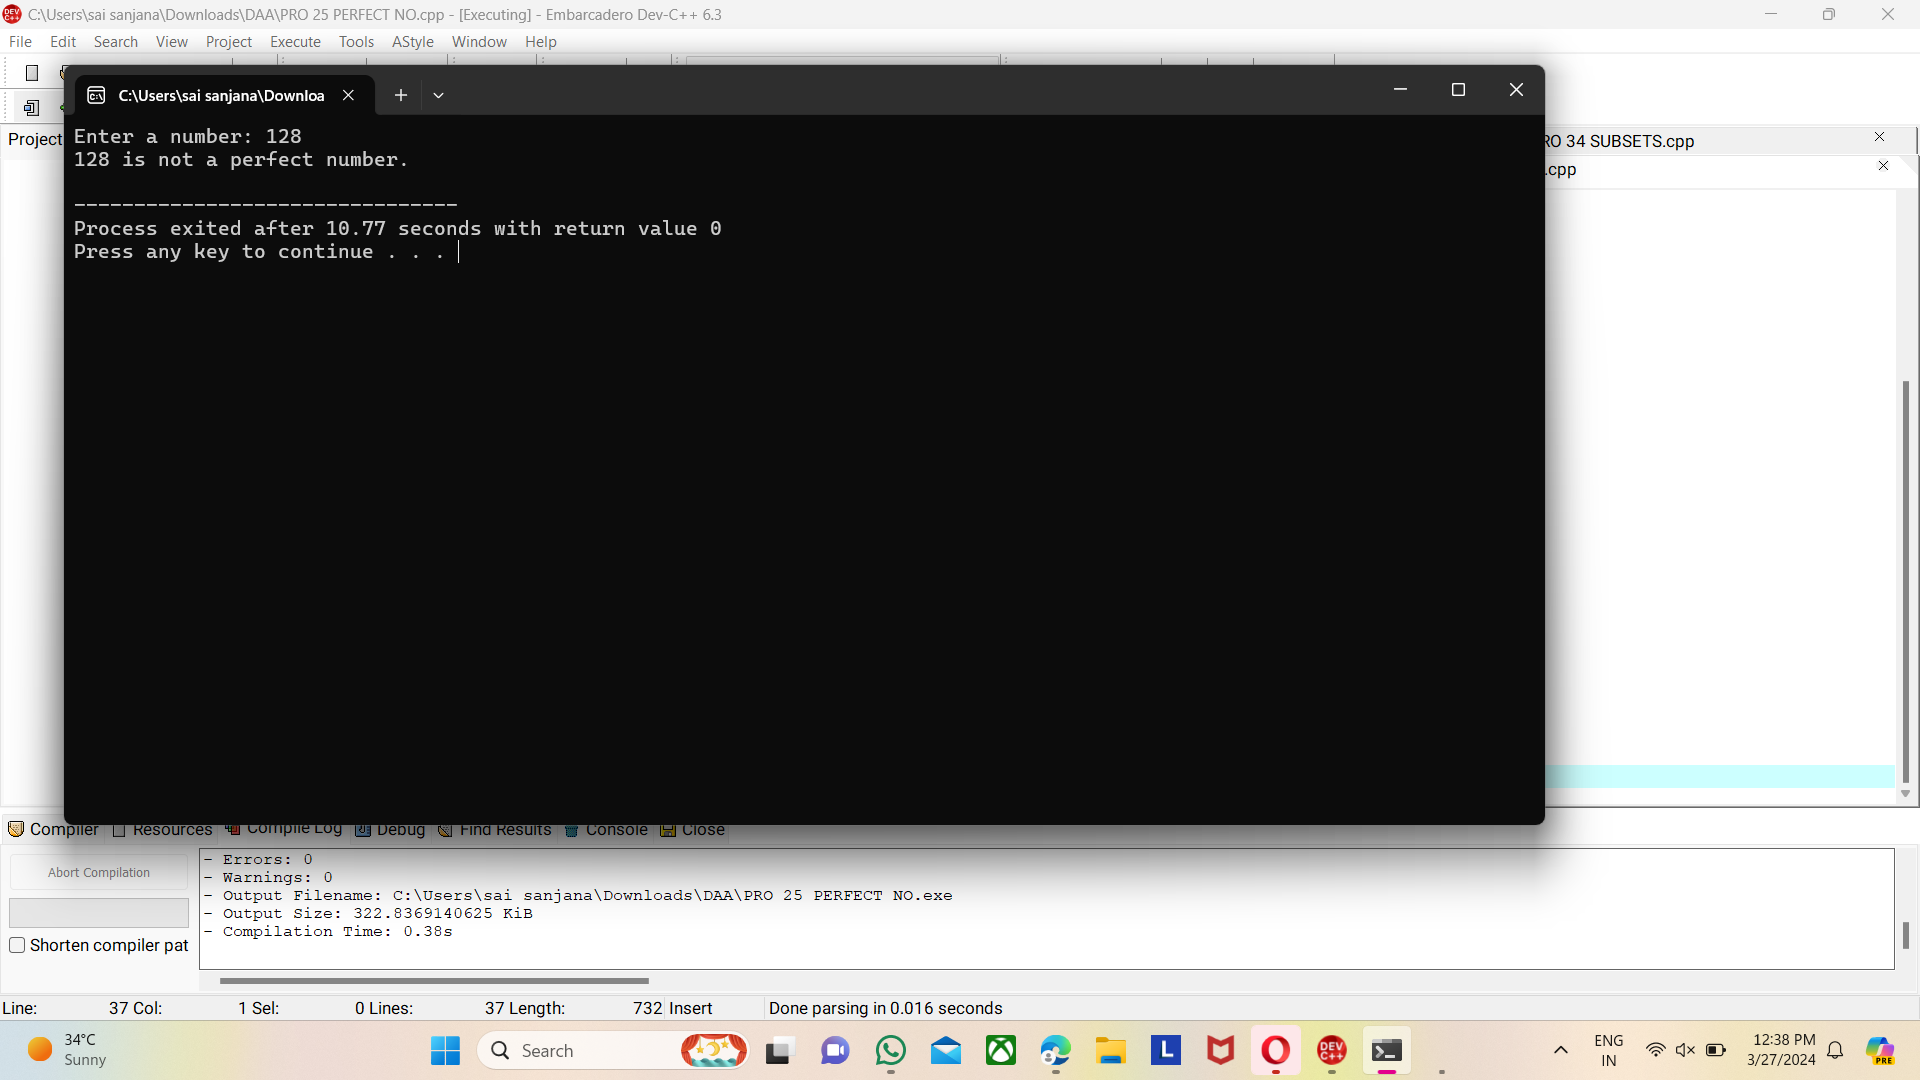 C:\Users\sai sanjana\Downloads\DAA\PRO 25 PERFECT NO.cpp - [Executing] - Embarcadero Dev-C++ 6.3
File Edit Search View Project Execute Tools AStyle Window Help
C:\Users\sai sanjana\Downloa
Project
RO 34 SUBSETS.cpp
.cpp
Enter a number: 128
128 is not a perfect number.
--------------------------------
Process exited after 10.77 seconds with return value 0
Press any key to continue . . .
Compiler Resources Compile Log Debug Find Results Console Close
Abort Compilation
Shorten compiler pat
- Errors: 0
- Warnings: 0
- Output Filename: C:\Users\sai sanjana\Downloads\DAA\PRO 25 PERFECT NO.exe
- Output Size: 322.8369140625 KiB
- Compilation Time: 0.38s
Line: 37 Col: 1 Sel: 0 Lines: 37 Length: 732 Insert Done parsing in 0.016 seconds
34°C
Sunny
Search
L
DEV C++
ENG
IN
12:38 PM
3/27/2024
PRE